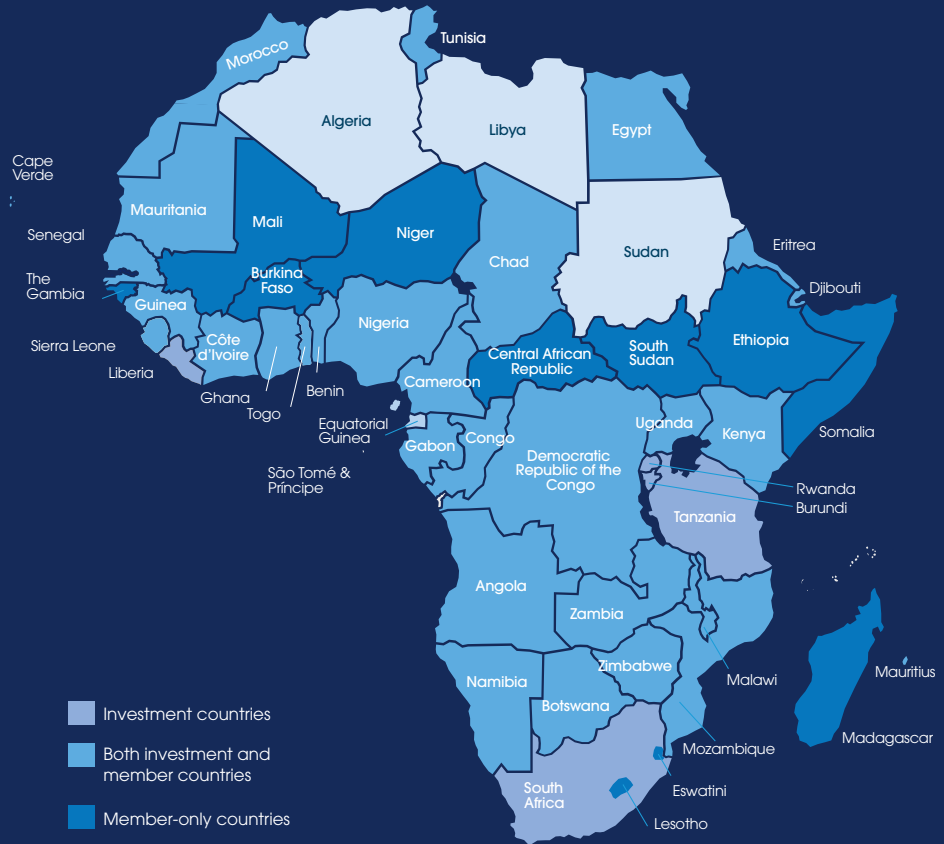 Tunisia
Morocco
Algeria
Libya
Egypt
Cape
Verde
Mauritania
Mali
Niger
Chad
Sudan
Senegal
Eritrea
The
Gambia
Burkina
Faso
Djibouti
Guinea
Nigeria
Sierra Leone
Côte
d’Ivoire
Central African
Republic
South
Sudan
Ethiopia
Liberia
Ghana
Togo
Benin
Cameroon
Equatorial
Guinea
Gabon
Congo
Uganda
Kenya
Somalia
São Tomé &
Príncipe
Democratic
Republic of the
Congo
Rwanda
Burundi
Tanzania
Angola
Zambia
Zimbabwe
Malawi
Mauritius
Namibia
Botswana
Mozambique
Madagascar
South
Africa
Eswatini
Lesotho
Investment countries
Both investment and
member countries
Member-only countries